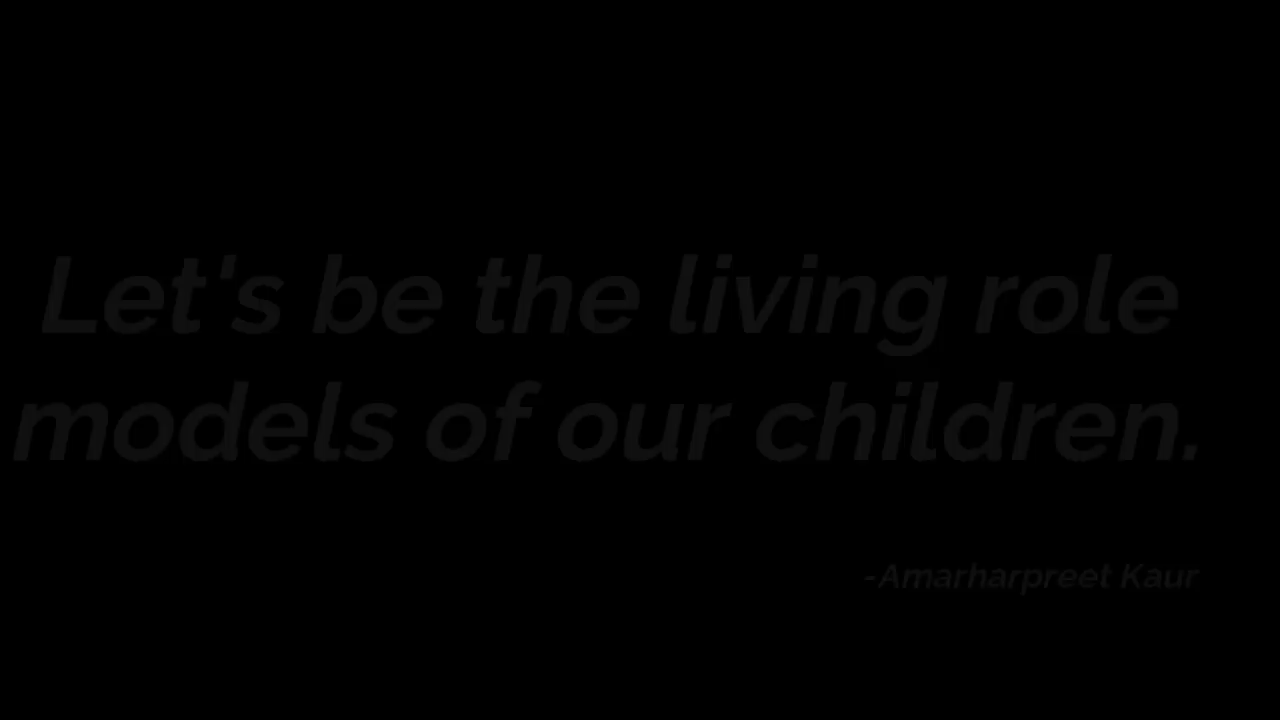 Let's be the living role
models of our children.
-Amarharpreet Kaur